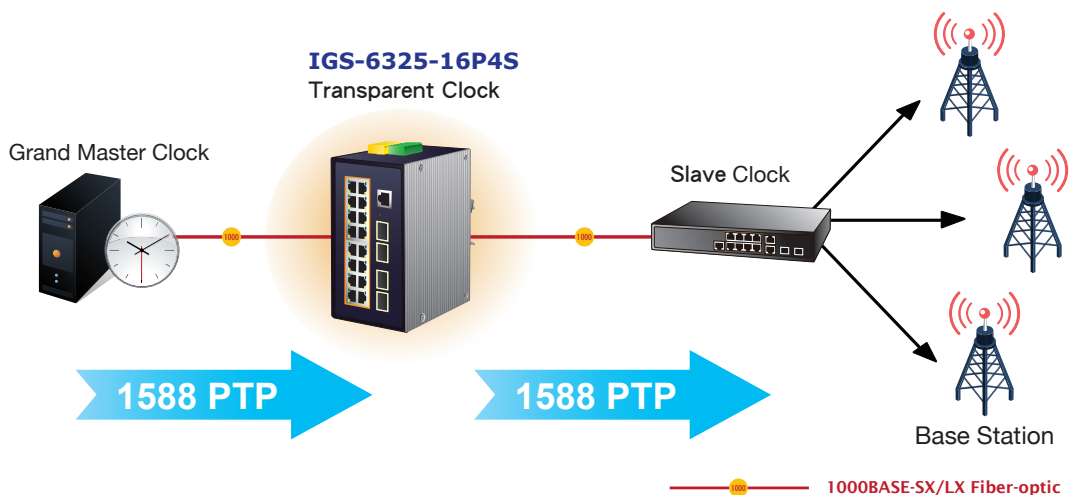 IGS-6325-16P4S
Transparent Clock
Grand Master Clock
Slave Clock
1000
1000
1588 PTP
1588 PTP
Base Station
1000
1000BASE-SX/LX Fiber-optic